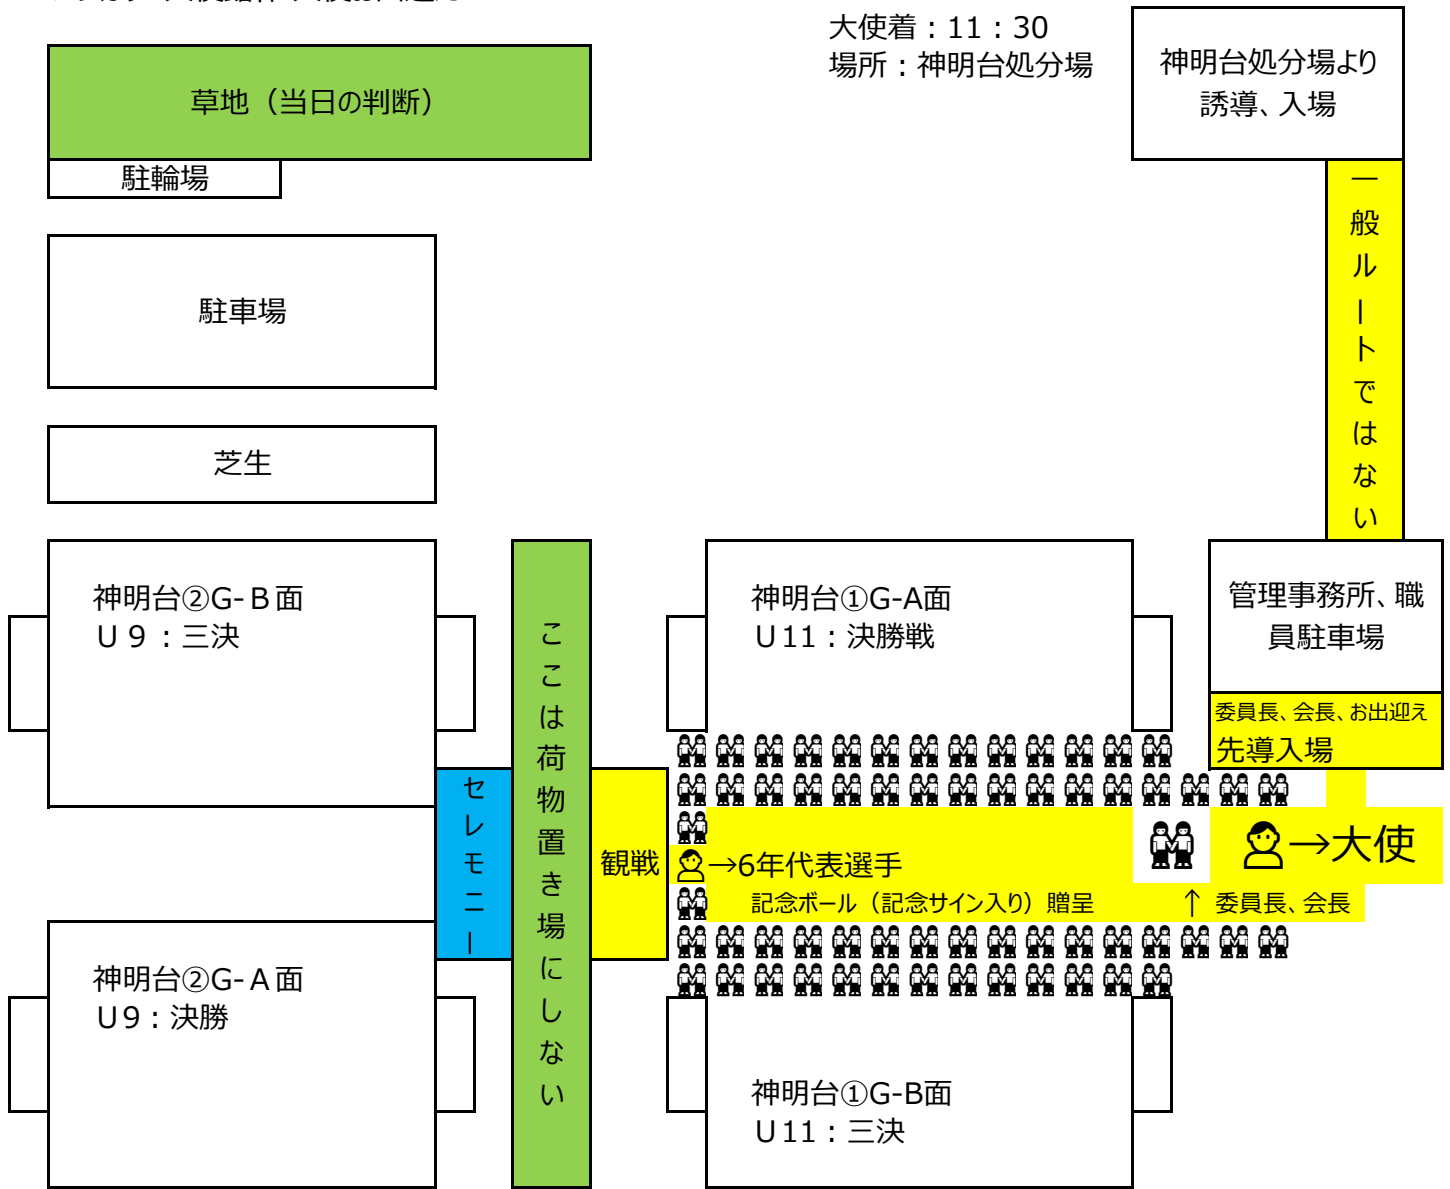 大使着：11：30
場所：神明台処分場
神明台処分場より
誘導、入場
草地（当日の判断）
駐輪場
一般ルートではない
駐車場
芝生
神明台②G-Ｂ面
Ｕ９：三決
ここは荷物置き場にしない
神明台①G-A面
Ｕ11：決勝戦
管理事務所、職
員駐車場
委員長、会長、お出迎え
先導入場
セレモニー
観戦
→6年代表選手
→大使
記念ボール（記念サイン入り）贈呈
↑ 委員長、会長
神明台②G-Ａ面
Ｕ9：決勝
神明台①G-B面
Ｕ11：三決